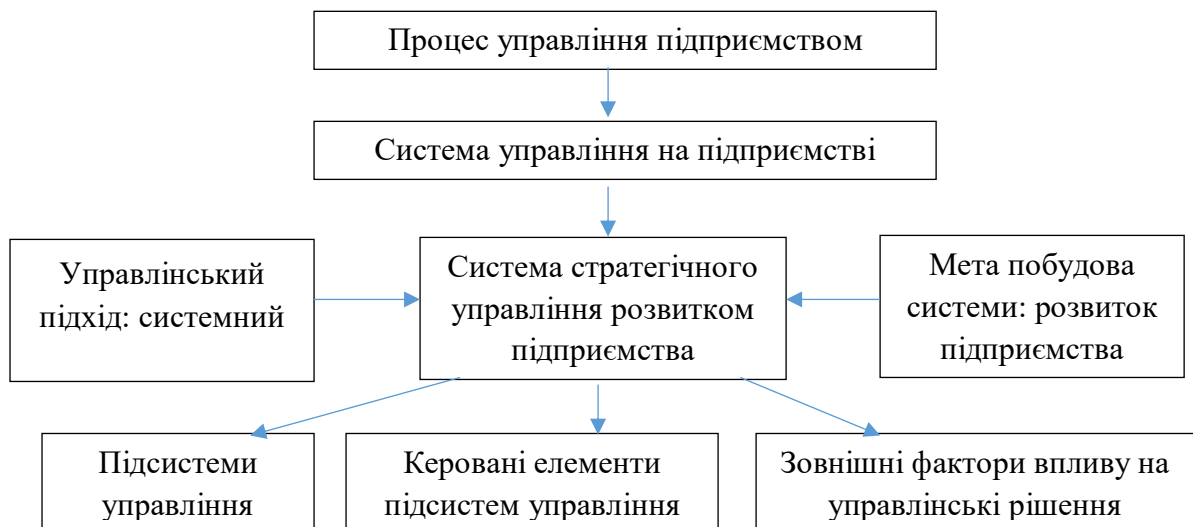 Процес управління підприємством
Система управління на підприємстві
Управлінський
підхід: системний
Система стратегічного
управління розвитком
підприємства
Мета побудова
системи: розвиток
підприємства
Підсистеми
управління
Керовані елементи
підсистем управління
Зовнішні фактори впливу на
управлінські рішення